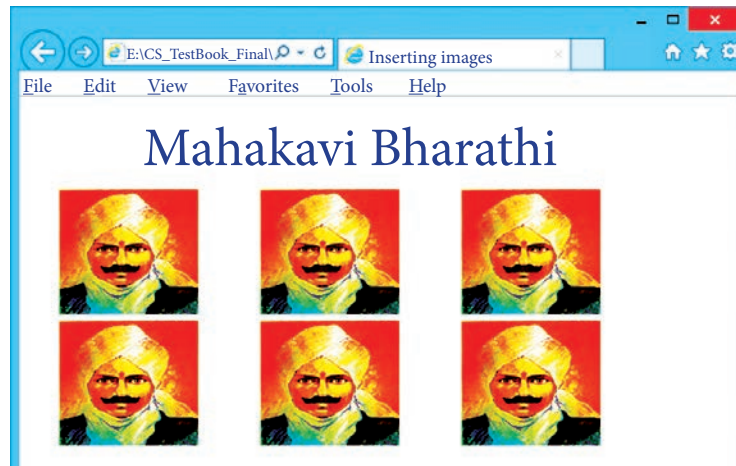 E:\CS_TestBook_Final\
Inserting images
File Edit View Favorites Tools Help
Mahakavi Bharathi